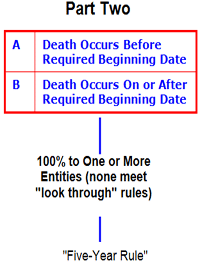 Part Two
A Death Occurs Before
Required Beginning Date
B Death Occurs On or After
Required Beginning Date
100% to One or More
Entities (none meet
"look through" rules)
"Five-Year Rule"